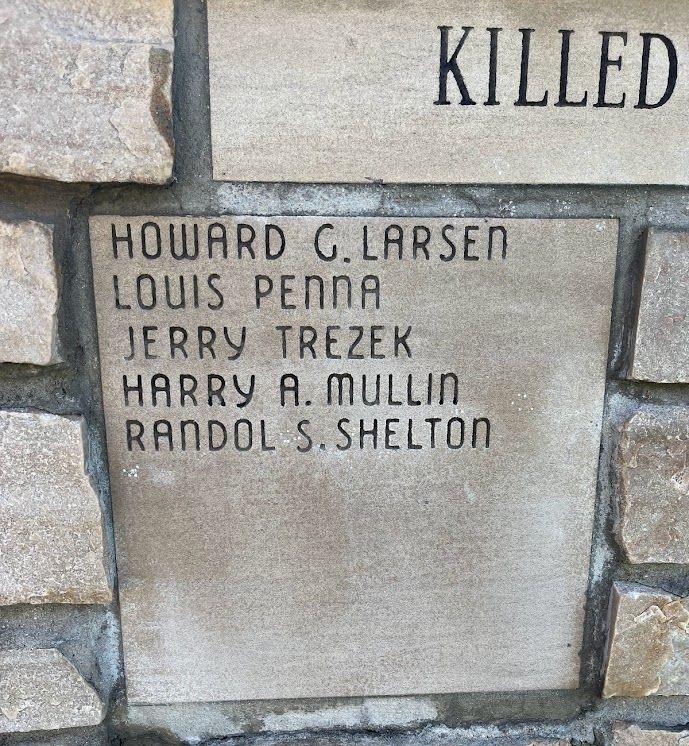 KILLED
HOWARD G. LARSEN
LOUIS PENNA
JERRY TREZEK
HARRY A. MULLIN
RANDOL S. SHELTON